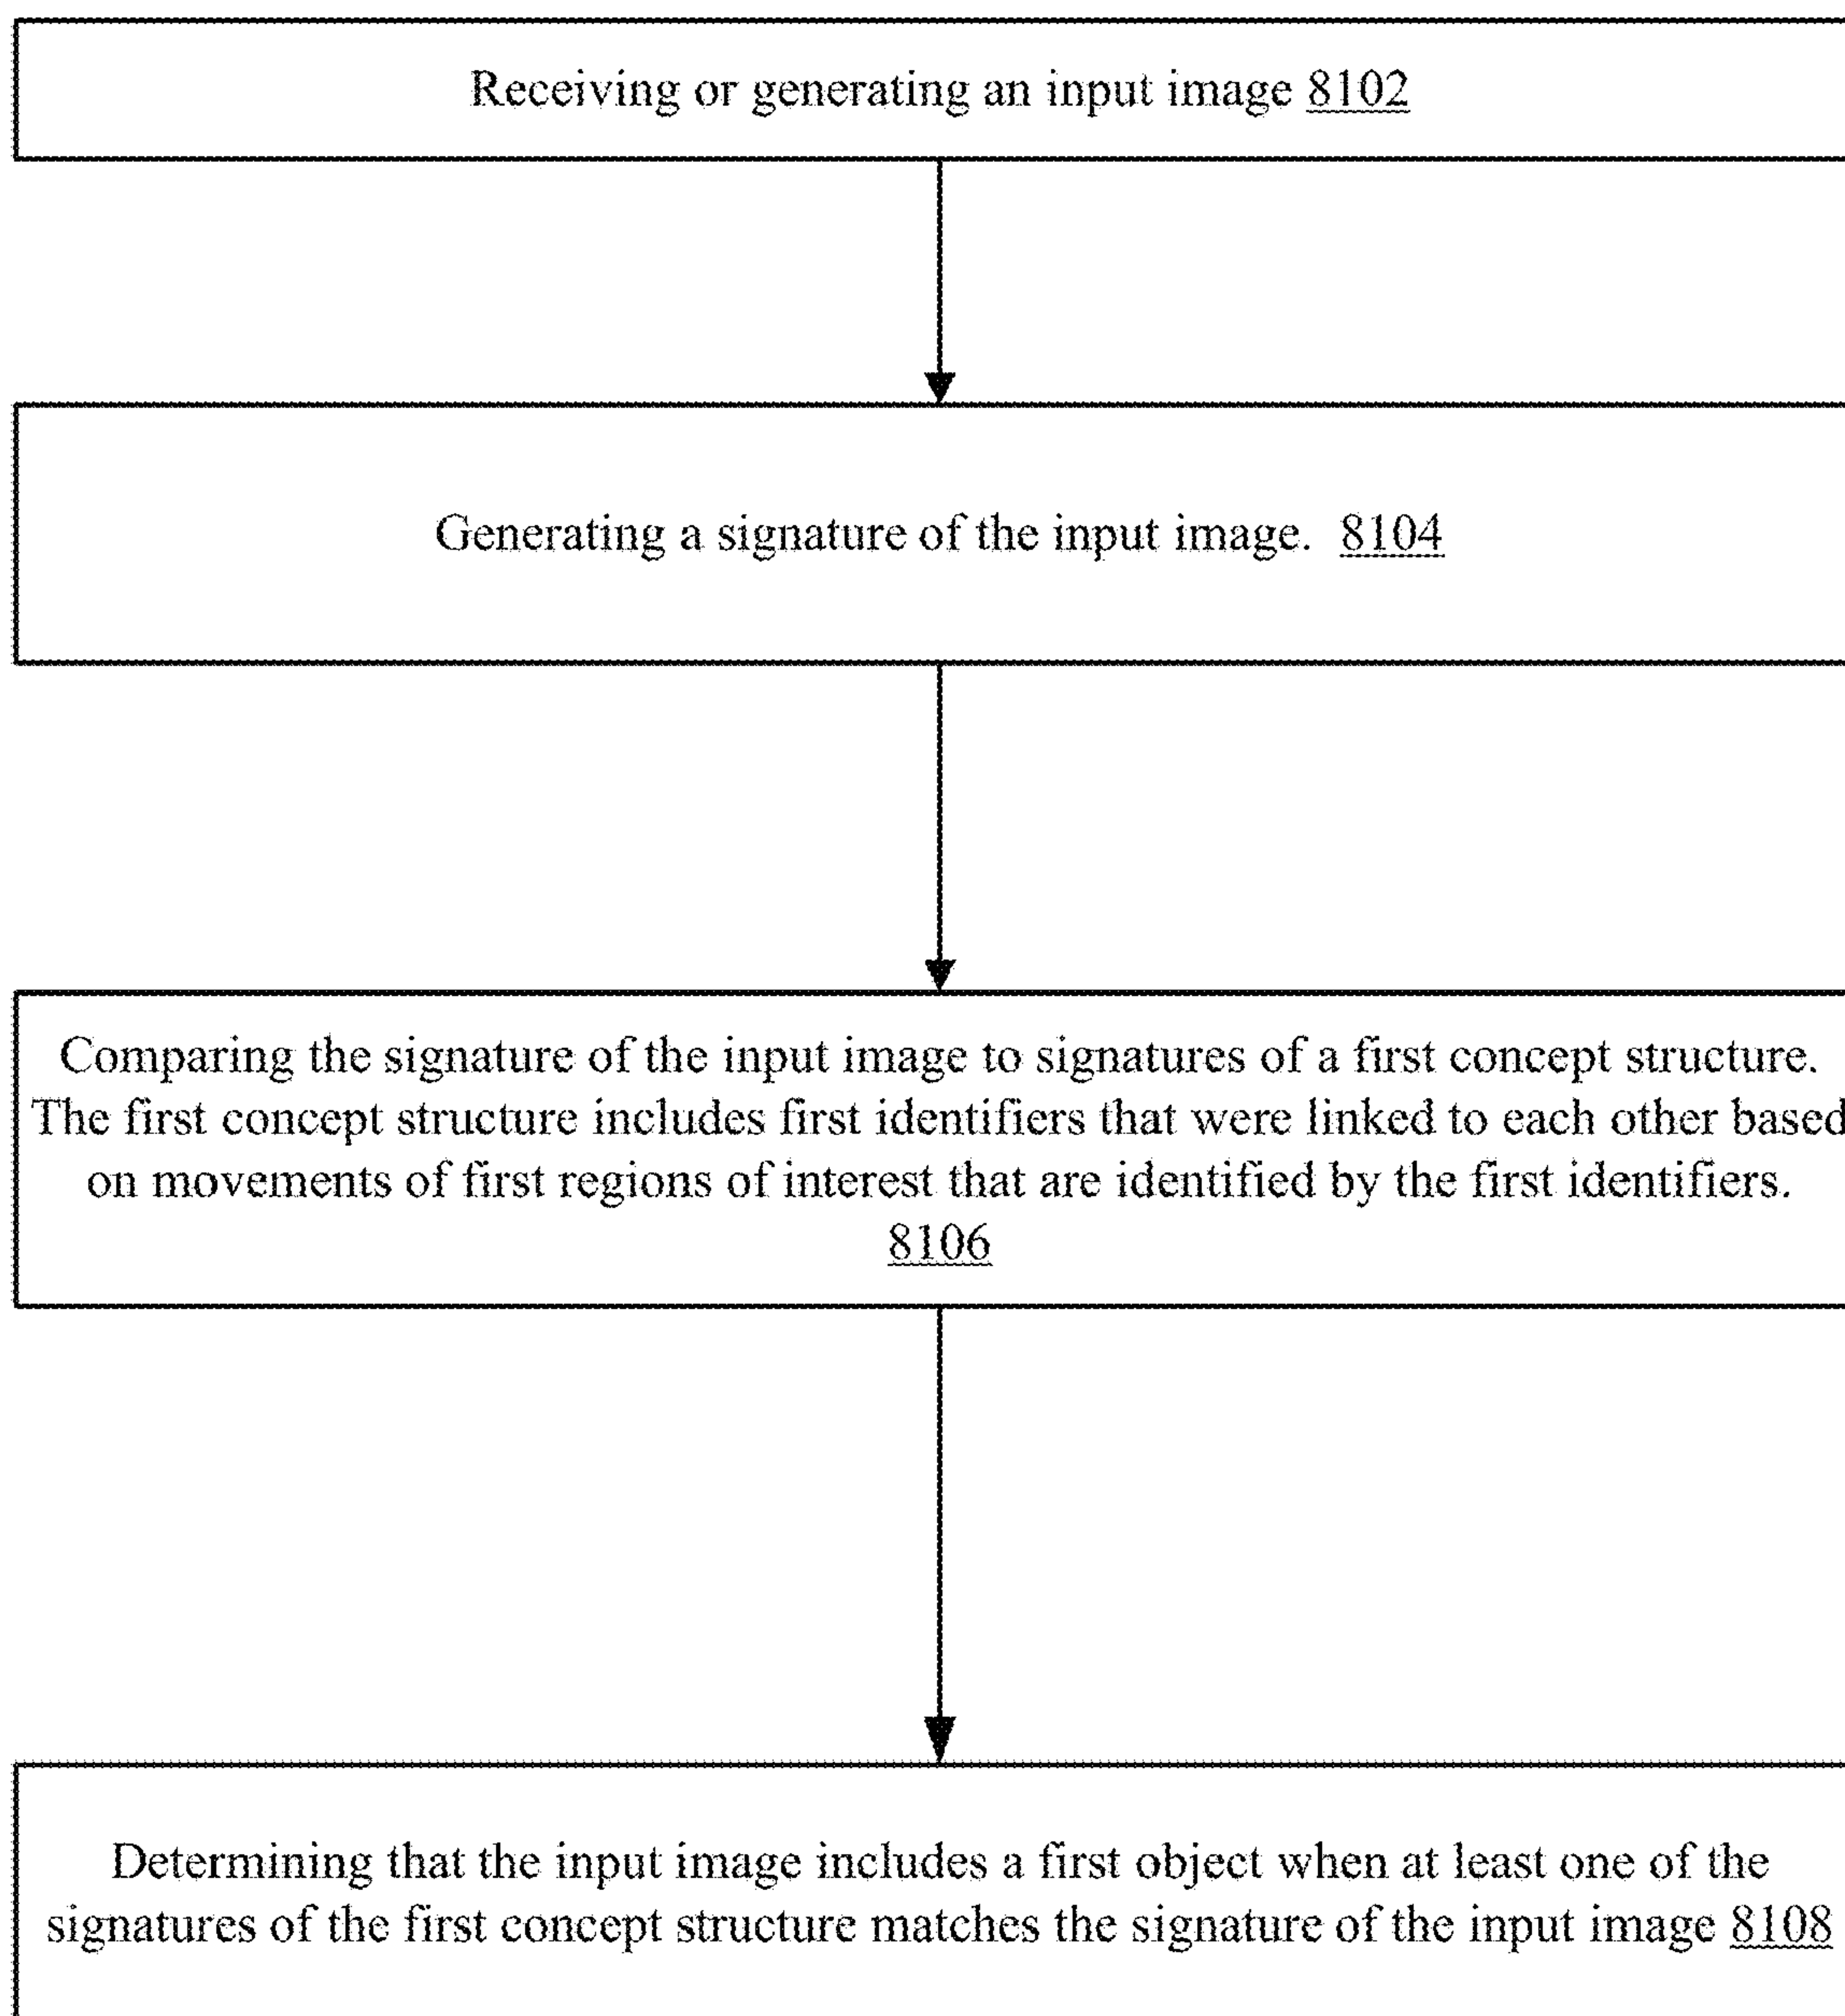 Receiving or generating an input image 8102
Generating a signature of the input image. 8104
Comparing the signature of the input image to signatures of a first concept structure.
The first concept structure includes first identifiers that were linked to each other based
on movements of first regions of interest that are identified by the first identifiers.
8106
Determining that the input image includes a first object when at least one of the
signatures of the first concept structure matches the signature of the input image 8108